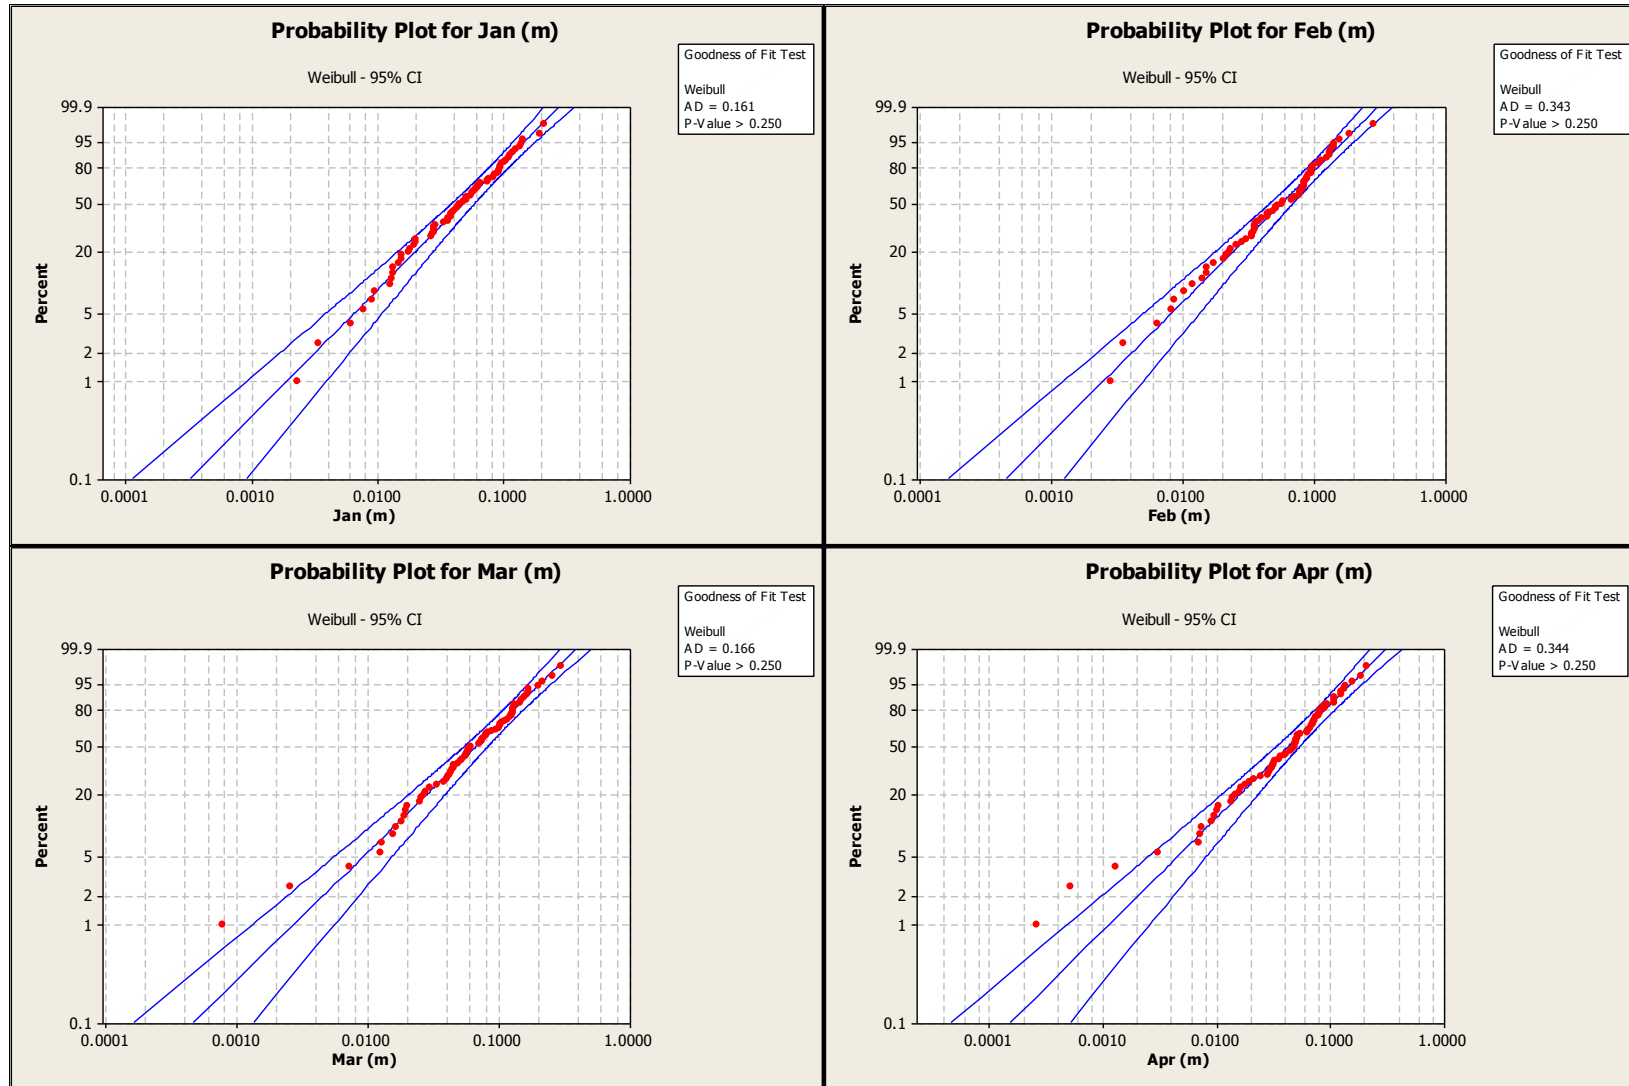 Probability Plot for Jan (m)
Weibull - 95% CI
Goodness of Fit Test
Weibull
AD = 0.161
P-Value > 0.250
99.9
95
80
50
20
5
2
1
0.1
Percent
0.0001 0.0010 0.0100 0.1000 1.0000
Jan (m)
Probability Plot for Feb (m)
Weibull - 95% CI
Goodness of Fit Test
Weibull
AD = 0.343
P-Value > 0.250
99.9
95
80
50
20
5
2
1
0.1
Percent
0.0001 0.0010 0.0100 0.1000 1.0000
Feb (m)
Probability Plot for Mar (m)
Weibull - 95% CI
Goodness of Fit Test
Weibull
AD = 0.166
P-Value > 0.250
99.9
95
80
50
20
5
2
1
0.1
Percent
0.0001 0.0010 0.0100 0.1000 1.0000
Mar (m)
Probability Plot for Apr (m)
Weibull - 95% CI
Goodness of Fit Test
Weibull
AD = 0.344
P-Value > 0.250
99.9
95
80
50
20
5
2
1
0.1
Percent
0.0001 0.0010 0.0100 0.1000 1.0000
Apr (m)